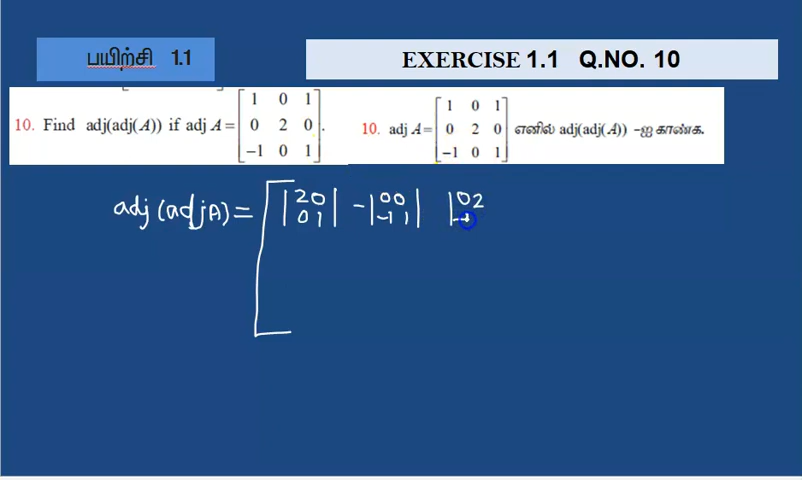 பயிற்சி 1.1
EXERCISE 1.1 Q.NO. 10
10. Find adj(adj(A)) if adj A = [1 0 1
0 2 0
−1 0 1].
10. adj A = [1 0 1
0 2 0
−1 0 1] எனில் adj(adj(A)) -ஐ காண்க.
adj (adj A) = [ |2 0| −|0 0| |0 2
|0 1| |−1 1| |−1